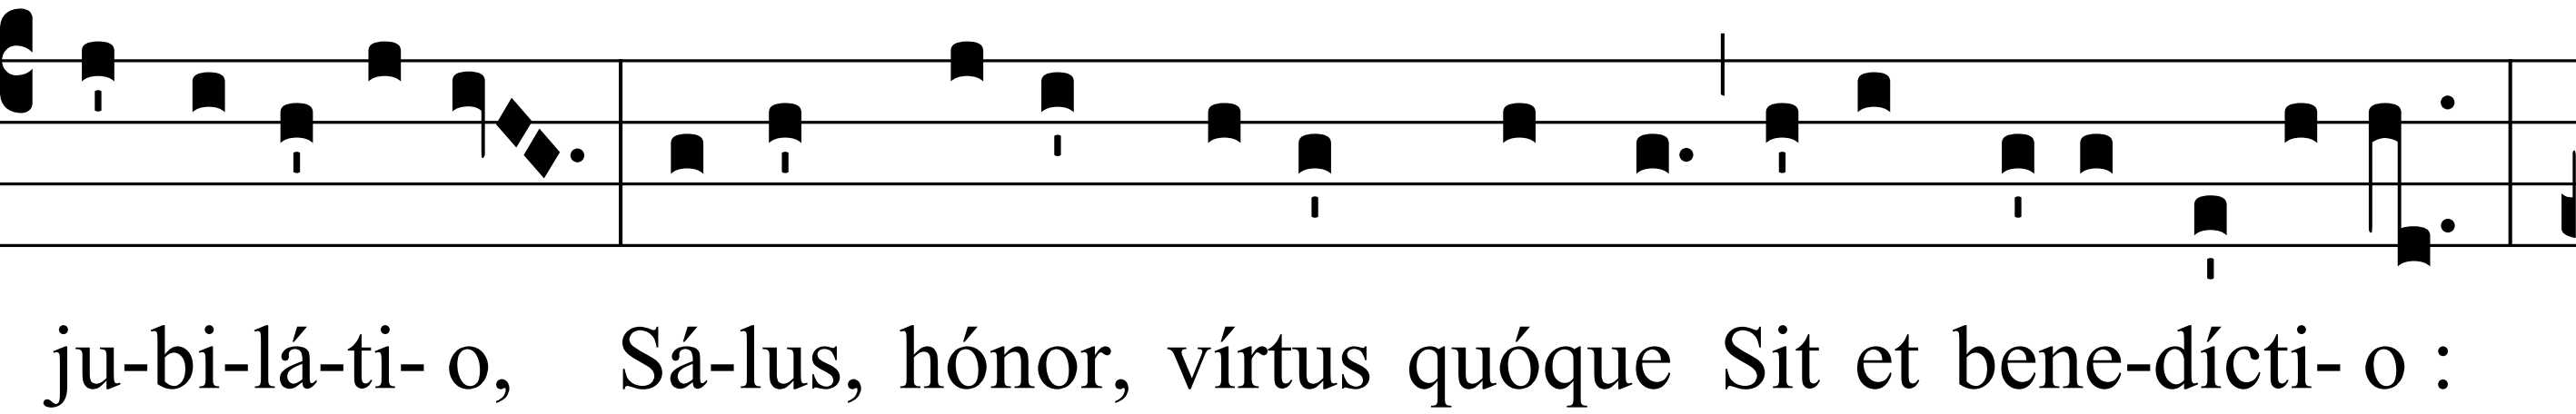 ju-bi-lá-ti- o, Sá-lus, hónor, vírtus quóque Sit et bene-dícti- o :